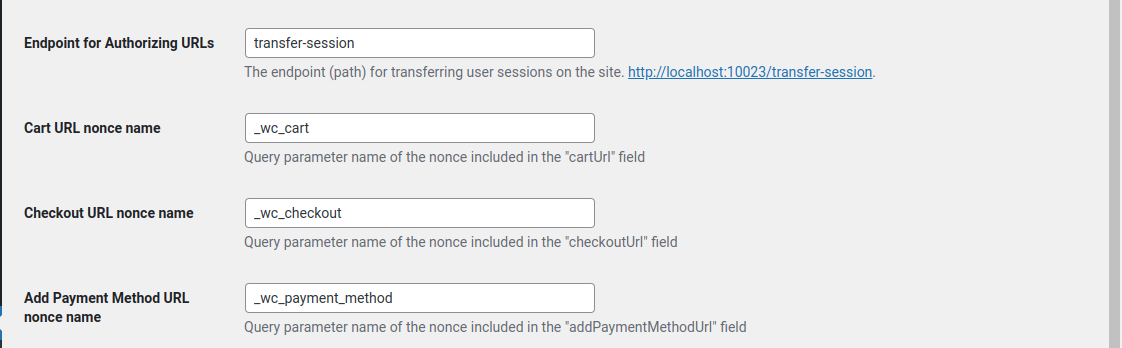 Endpoint for Authorizing URLs
transfer-session
The endpoint (path) for transferring user sessions on the site. http://localhost:10023/transfer-session.
Cart URL nonce name
_wc_cart
Query parameter name of the nonce included in the "cartUrl" field
Checkout URL nonce name
_wc_checkout
Query parameter name of the nonce included in the "checkoutUrl" field
Add Payment Method URL
nonce name
_wc_payment_method
Query parameter name of the nonce included in the "addPaymentMethodUrl" field